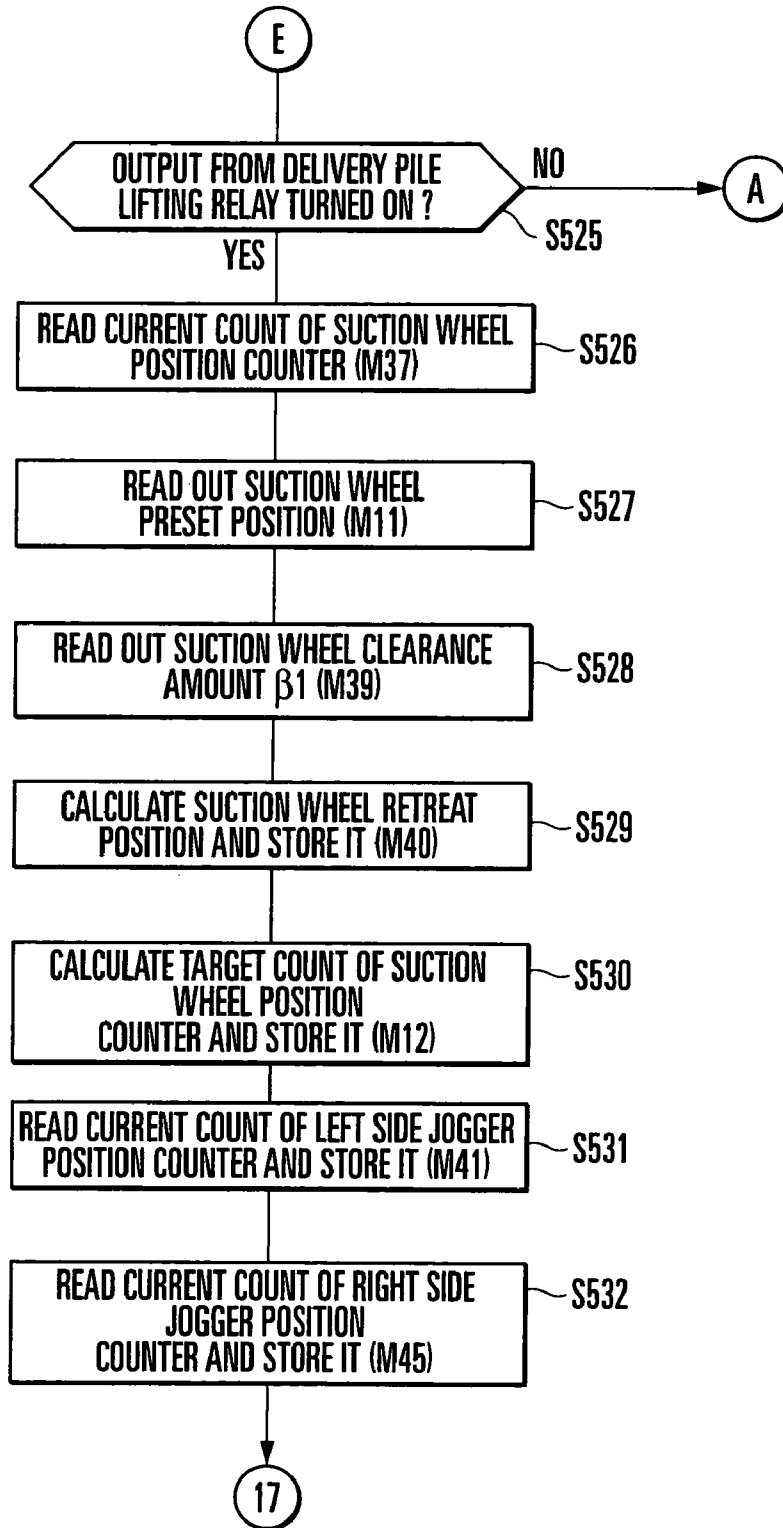 E
OUTPUT FROM DELIVERY PILE
LIFTING RELAY TURNED ON ?
NO
A
S525
YES
READ CURRENT COUNT OF SUCTION WHEEL
POSITION COUNTER (M37)
S526
READ OUT SUCTION WHEEL
PRESET POSITION (M11)
S527
READ OUT SUCTION WHEEL CLEARANCE
AMOUNT β1 (M39)
S528
CALCULATE SUCTION WHEEL RETREAT
POSITION AND STORE IT (M40)
S529
CALCULATE TARGET COUNT OF SUCTION
WHEEL POSITION
COUNTER AND STORE IT (M12)
S530
READ CURRENT COUNT OF LEFT SIDE JOGGER
POSITION COUNTER AND STORE IT (M41)
S531
READ CURRENT COUNT OF RIGHT SIDE
JOGGER POSITION
COUNTER AND STORE IT (M45)
S532
17